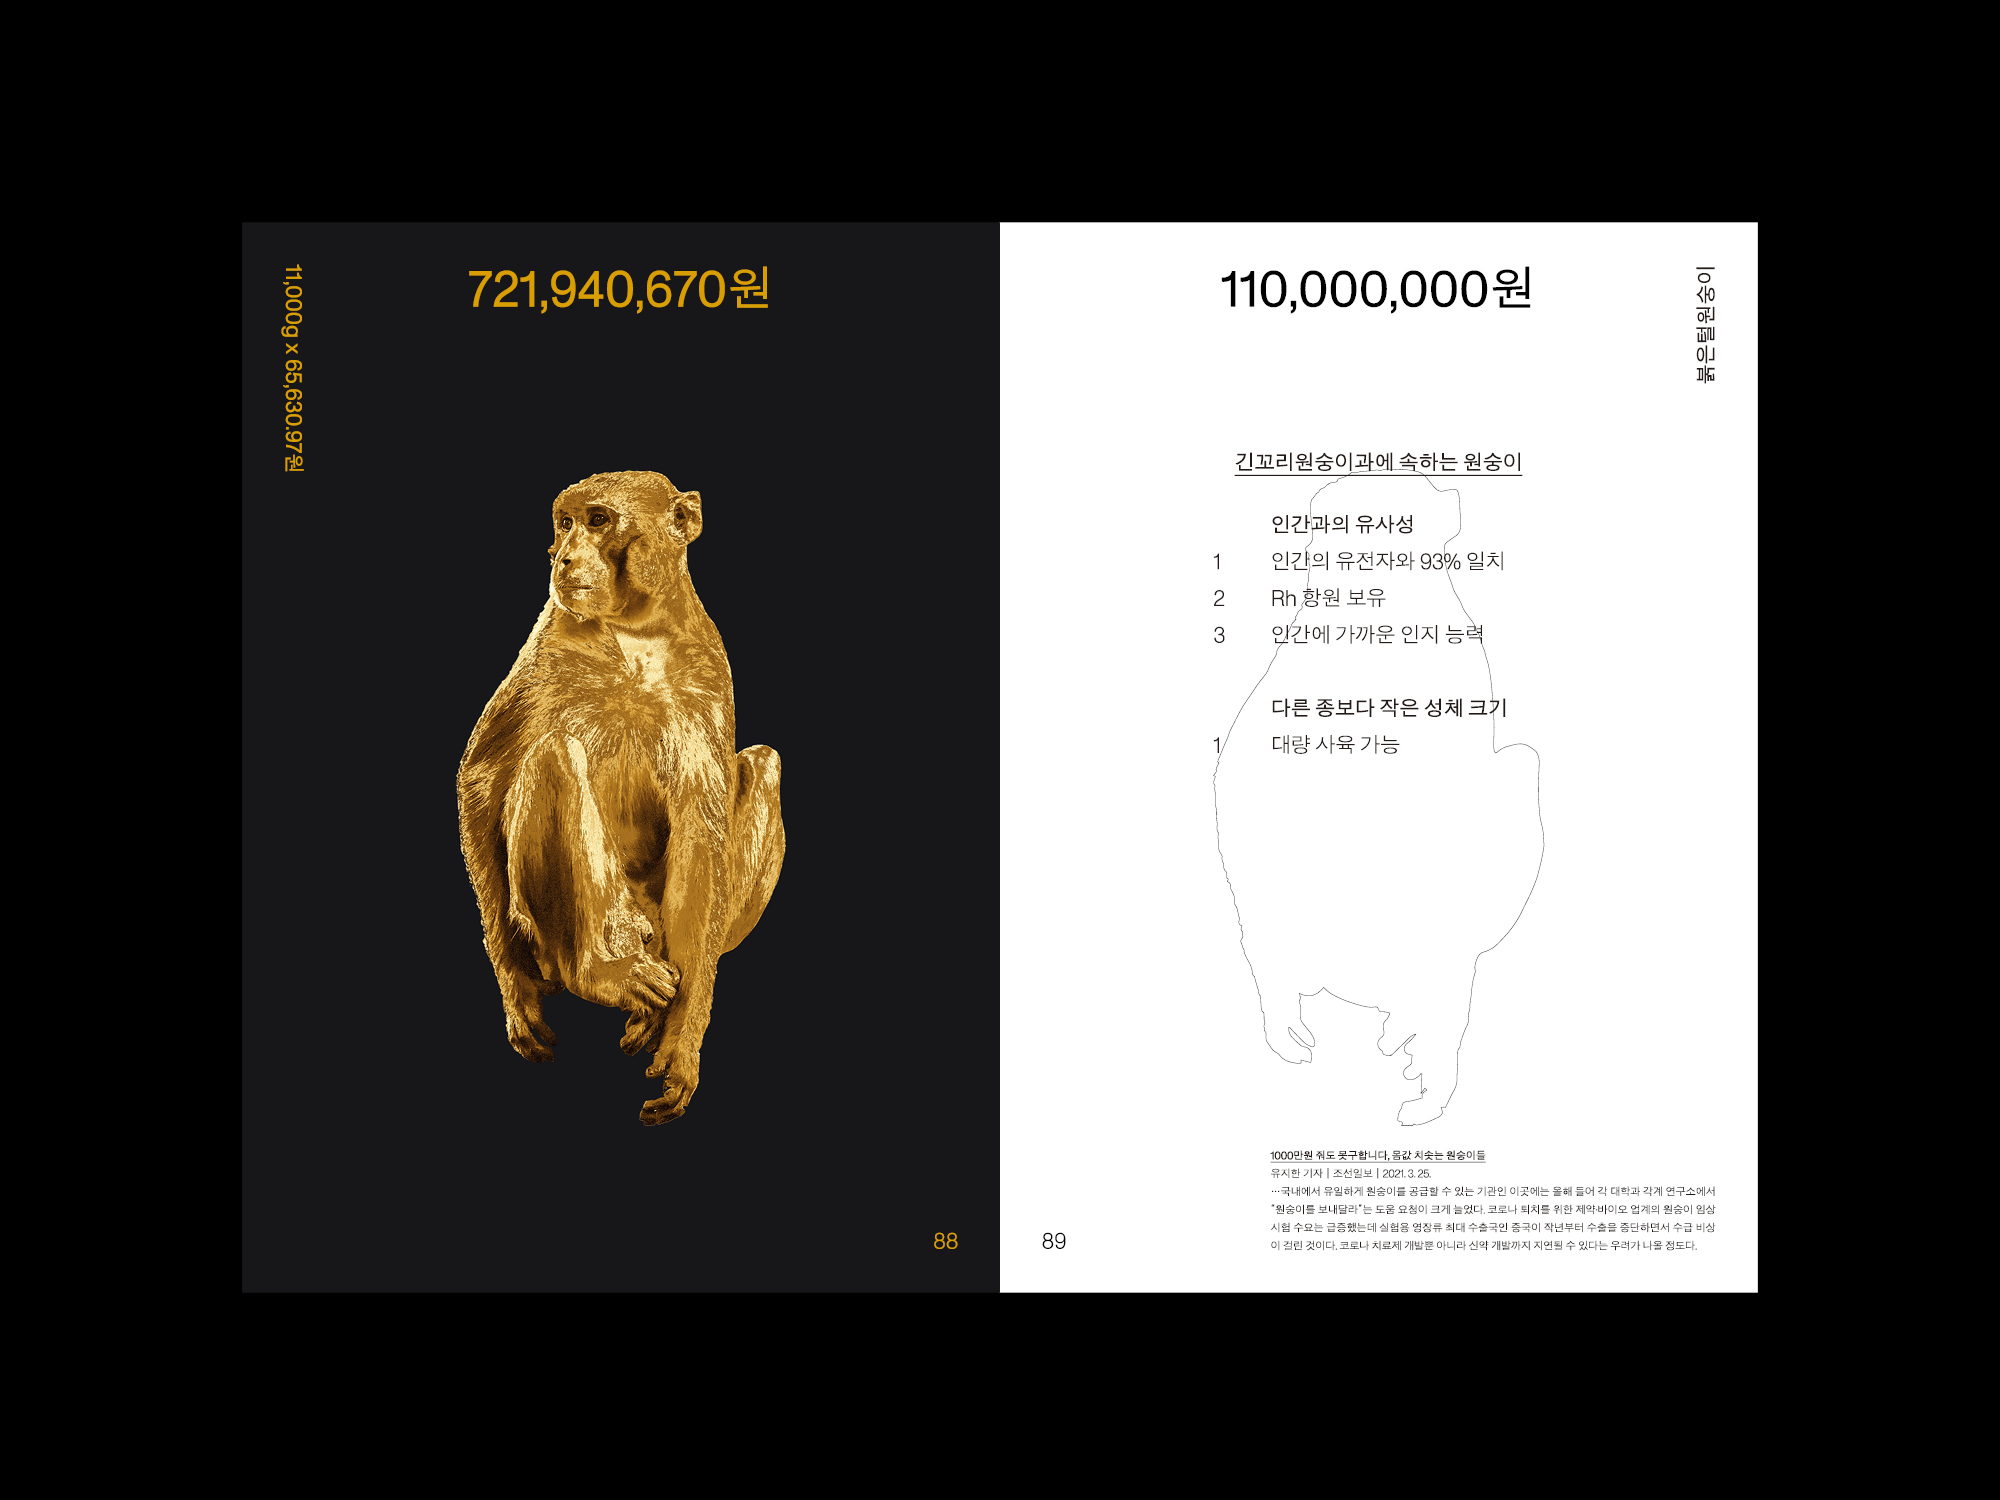 11,000g x 65,630.97원
721,940,670원
88
110,000,000원
붉은털원숭이
긴꼬리원숭이과에 속하는 원숭이
인간과의 유사성
1 인간의 유전자와 93% 일치
2 Rh 항원 보유
3 인간에 가까운 인지 능력
다른 종보다 작은 성체 크기
1 대량 사육 가능
1000만원 줘도 못구합니다, 몸값 치솟는 원숭이들
유지한 기자 | 조선일보 | 2021. 3. 25.
…국내에서 유일하게 원숭이를 공급할 수 있는 기관인 이곳에는 올해 들어 각 대학과 각계 연구소에서
“원숭이를 보내달라”는 도움 요청이 크게 늘었다. 코로나 퇴치를 위한 제약·바이오 업계의 원숭이 임상
시험 수요는 급증했는데 실험용 영장류 최대 수출국인 중국이 작년부터 수출을 중단하면서 수급 비상
이 걸린 것이다. 코로나 치료제 개발뿐 아니라 신약 개발까지 지연될 수 있다는 우려가 나올 정도다.
89